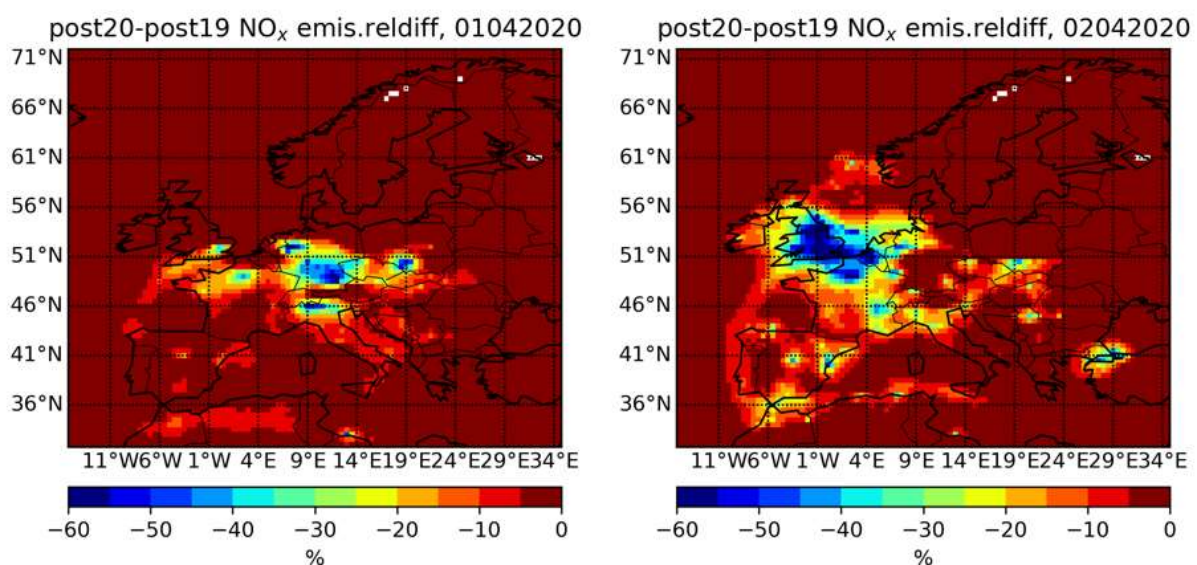 post20-post19 NOx emis.reldiff, 01042020
71°N
66°N
61°N
56°N
51°N
46°N
41°N
36°N
11°W6°W 1°W 4°E 9°E 14°E19°E24°E29°E34°E
−60 −50 −40 −30 −20 −10 0
%
post20-post19 NOx emis.reldiff, 02042020
71°N
66°N
61°N
56°N
51°N
46°N
41°N
36°N
11°W6°W 1°W 4°E 9°E 14°E19°E24°E29°E34°E
−60 −50 −40 −30 −20 −10 0
%